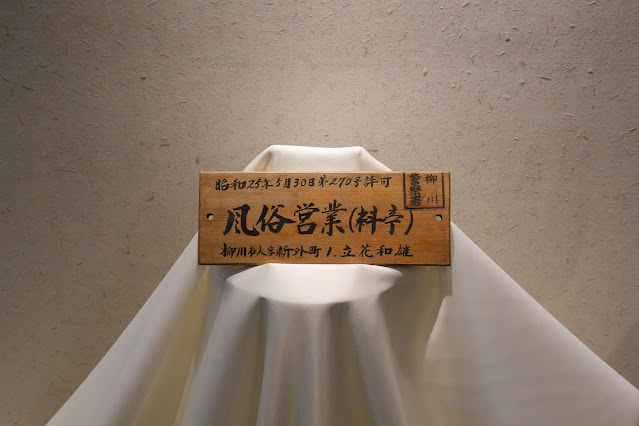 昭和25年5月30日第270号許可
柳川
警察署
風俗営業(料亭)
柳川市大字新外町1.立花和雄